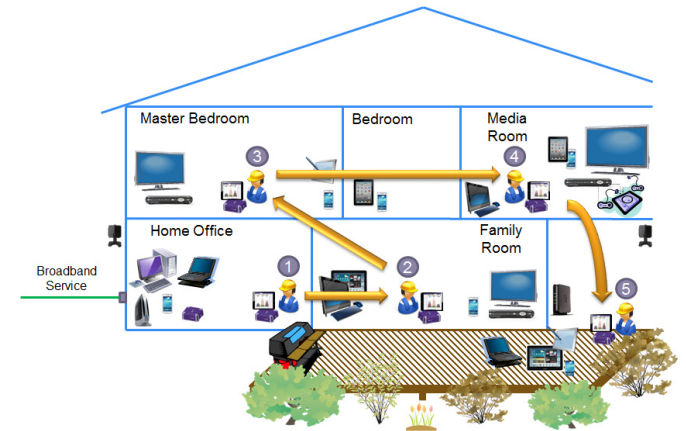 Master Bedroom
Bedroom
Media
Room
3
4
Home Office
Family
Room
Broadband
Service
1
2
5